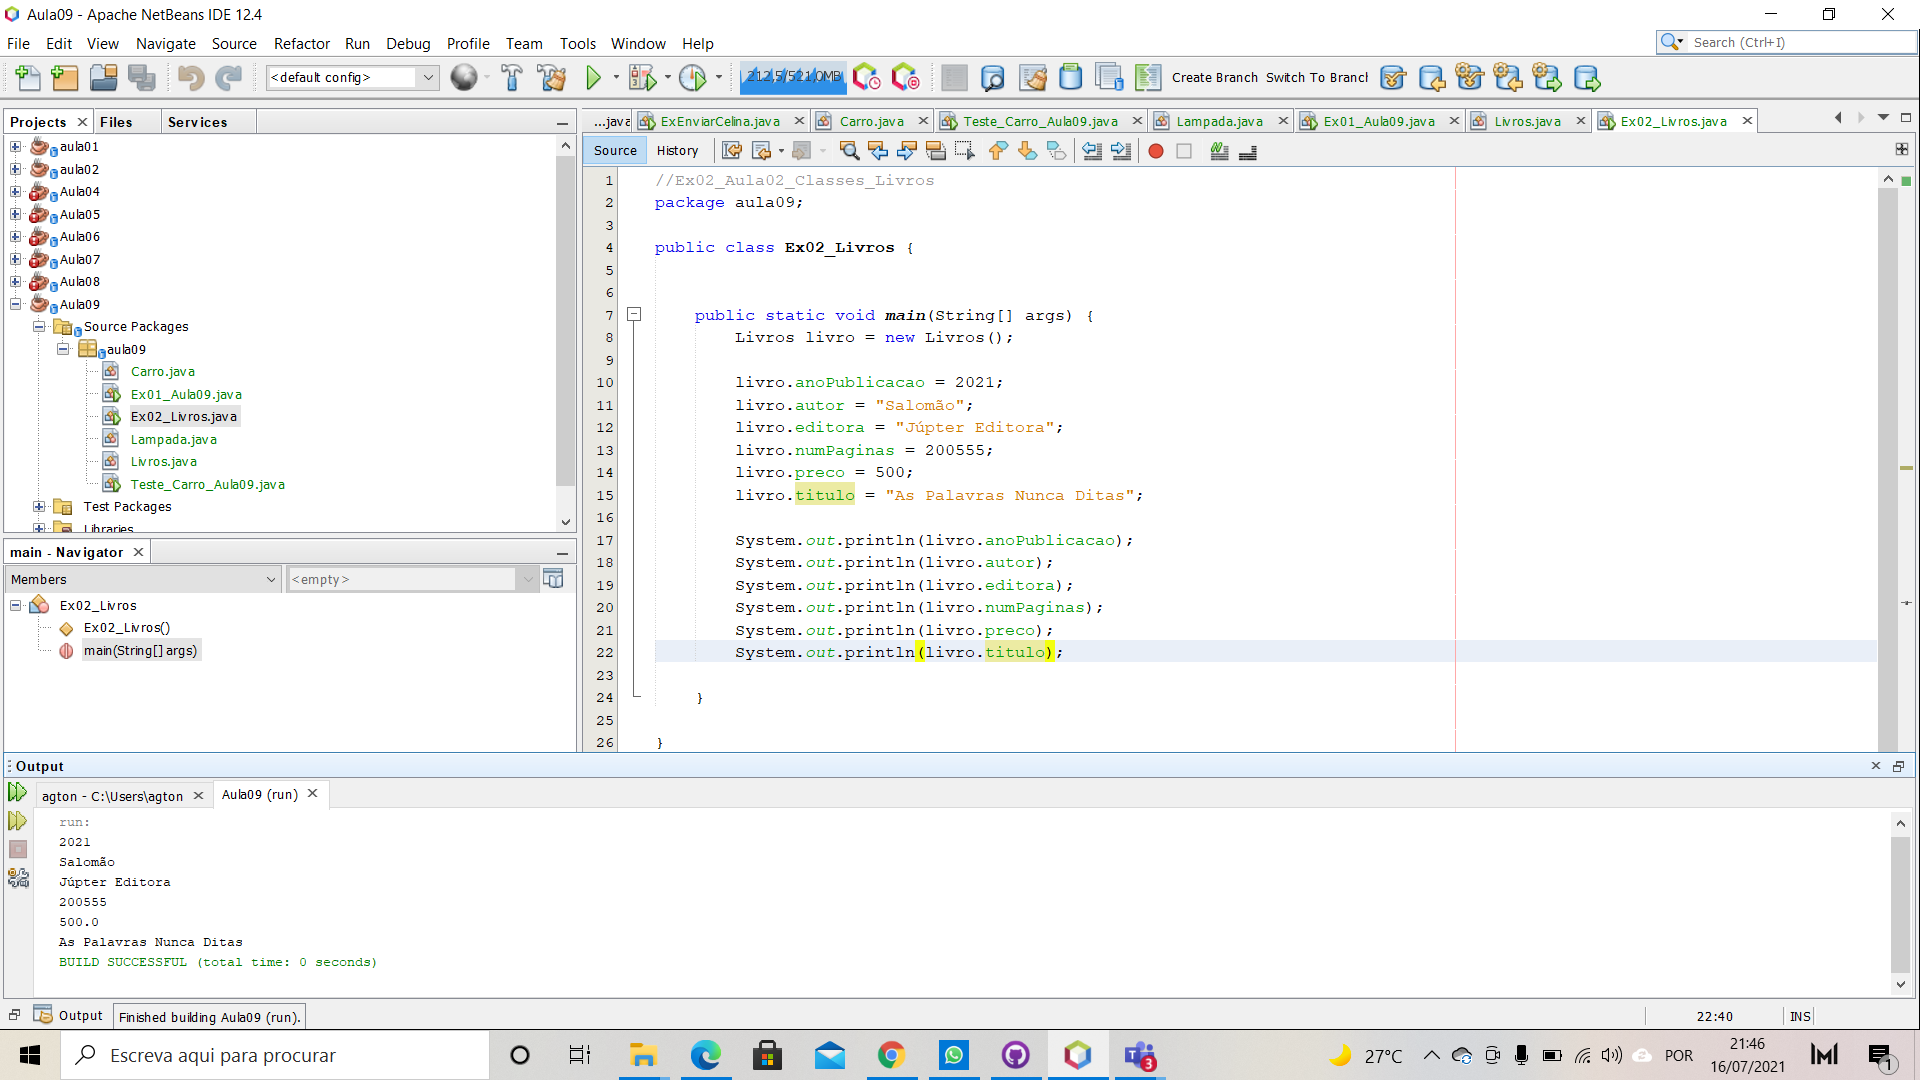 Aula09 - Apache NetBeans IDE 12.4
File Edit View Navigate Source Refactor Run Debug Profile Team Tools Window Help
Search (Ctrl+I)
<default config>
212,5/521,0MB
Create Branch Switch To Branch
Projects Files Services
...java ExEnviarCelina.java Carro.java Teste_Carro_Aula09.java Lampada.java Ex01_Aula09.java Livros.java Ex02_Livros.java
Source History
aula01
aula02
Aula04
Aula05
Aula06
Aula07
Aula08
Aula09
Source Packages
aula09
Carro.java
Ex01_Aula09.java
Ex02_Livros.java
Lampada.java
Livros.java
Teste_Carro_Aula09.java
Test Packages
Libraries
main - Navigator
Members <empty>
Ex02_Livros
Ex02_Livros()
main(String[] args)
1 //Ex02_Aula02_Classes_Livros
2 package aula09;
3
4 public class Ex02_Livros {
5
6
7 public static void main(String[] args) {
8 Livros livro = new Livros();
9
10 livro.anoPublicacao = 2021;
11 livro.autor = "Salomão";
12 livro.editora = "Júpter Editora";
13 livro.numPaginas = 200555;
14 livro.preco = 500;
15 livro.titulo = "As Palavras Nunca Ditas";
16
17 System.out.println(livro.anoPublicacao);
18 System.out.println(livro.autor);
19 System.out.println(livro.editora);
20 System.out.println(livro.numPaginas);
21 System.out.println(livro.preco);
22 System.out.println(livro.titulo);
23
24 }
25
26 }
Output
agton - C:\Users\agton Aula09 (run)
run:
2021
Salomão
Júpter Editora
200555
500.0
As Palavras Nunca Ditas
BUILD SUCCESSFUL (total time: 0 seconds)
Output Finished building Aula09 (run).
22:40 INS
Escreva aqui para procurar
3
27°C
POR
21:46
16/07/2021
1